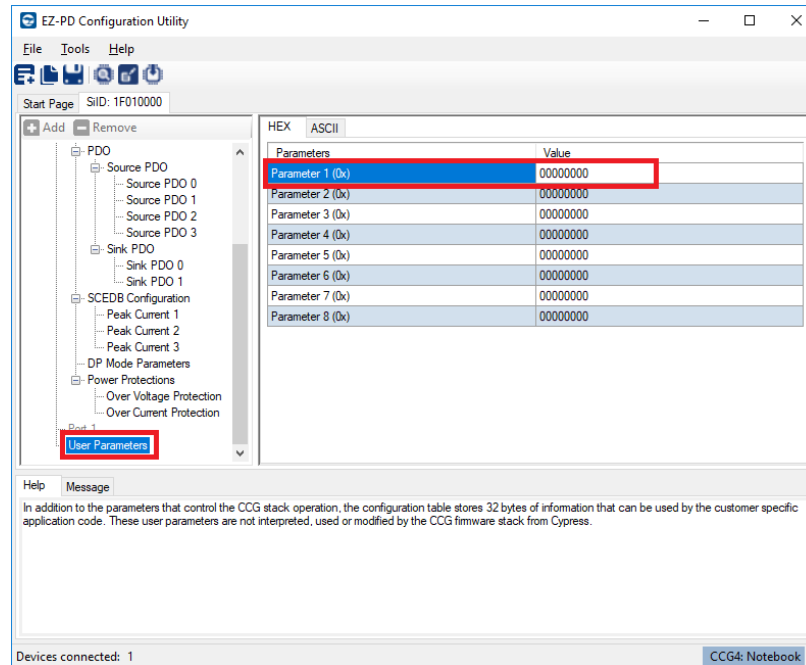 EZ-PD Configuration Utility
File Tools Help
Start Page SilD: 1F010000
Add Remove
PDO
Source PDO
Source PDO 0
Source PDO 1
Source PDO 2
Source PDO 3
Sink PDO
Sink PDO 0
Sink PDO 1
SCEDB Configuration
Peak Current 1
Peak Current 2
Peak Current 3
DP Mode Parameters
Power Protections
Over Voltage Protection
Over Current Protection
Port 1
User Parameters
HEX ASCII
Parameters Value
Parameter 1 (0x) 00000000
Parameter 2 (0x) 00000000
Parameter 3 (0x) 00000000
Parameter 4 (0x) 00000000
Parameter 5 (0x) 00000000
Parameter 6 (0x) 00000000
Parameter 7 (0x) 00000000
Parameter 8 (0x) 00000000
Help Message
In addition to the parameters that control the CCG stack operation, the configuration table stores 32 bytes of information that can be used by the customer specific
application code. These user parameters are not interpreted, used or modified by the CCG firmware stack from Cypress.
Devices connected: 1
CCG4: Notebook